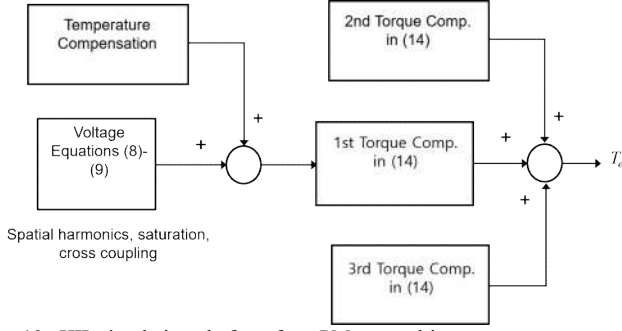 Temperature
Compensation
2nd Torque Comp.
in (14)
+
+
Voltage
Equations (8)-
(9)
+
1st Torque Comp.
in (14)
+
Te
+
Spatial harmonics, saturation,
cross coupling
3rd Torque Comp.
in (14)